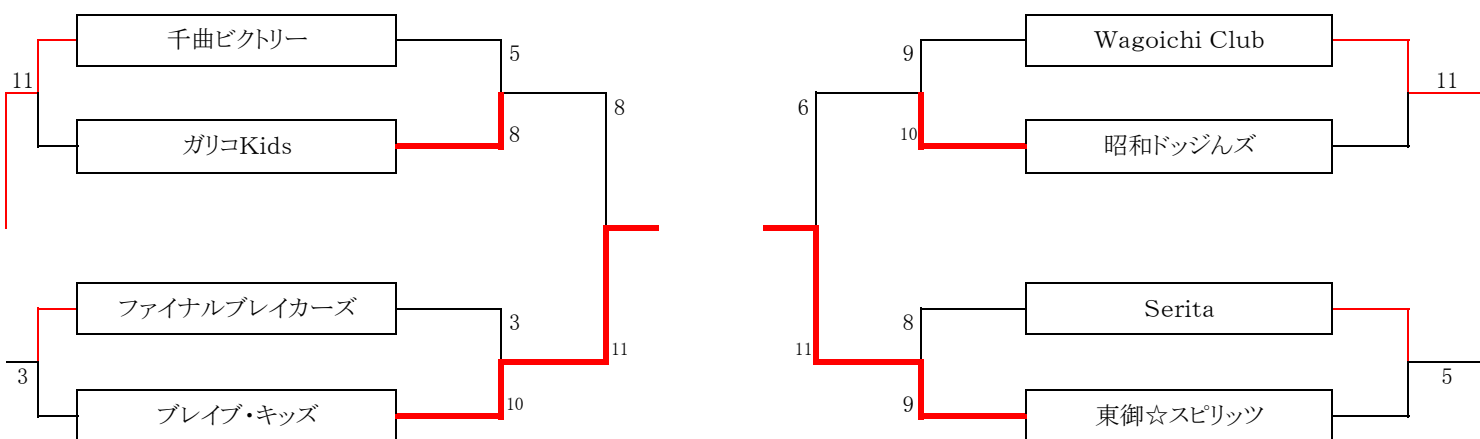 千曲ビクトリー
Wagoichi Club
5
9
11
11
8
6
ガリコKids
8
10
昭和ドッジんズ
ファイナルブレイカーズ
Serita
3
8
11
11
3
5
ブレイブ・キッズ
10
9
東御☆スピリッツ